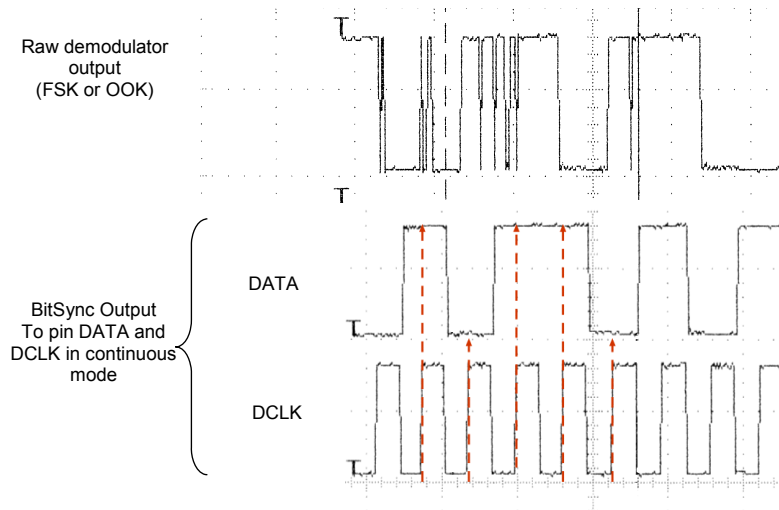 Raw demodulator
output
(FSK or OOK)
DATA
BitSync Output
To pin DATA and
DCLK in continuous
mode
DCLK